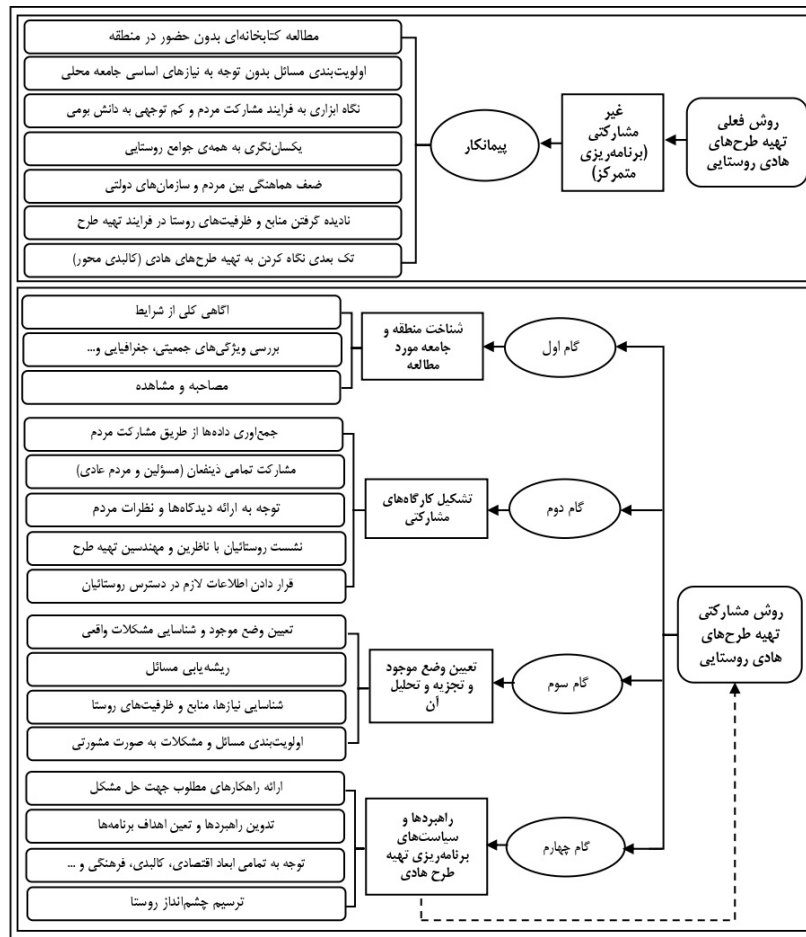 روش فعلی
تهیه طرح‌های
هادی روستایی
غیر
مشارکتی
(برنامه‌ریزی
متمرکز)
پیمانکار
مطالعه کتابخانه‌ای بدون حضور در منطقه
اولویت‌بندی مسائل بدون توجه به نیازهای اساسی جامعه محلی
نگاه ابزاری به فرایند مشارکت مردم و کم توجهی به دانش بومی
یکسان‌نگری به همه‌ی جوامع روستایی
ضعف هماهنگی بین مردم و سازمان‌های دولتی
نادیده گرفتن منابع و ظرفیت‌های روستا در فرایند تهیه طرح
تک بعدی نگاه کردن به تهیه طرح‌های هادی (کالبدی محور)
روش مشارکتی
تهیه طرح‌های
هادی روستایی
گام اول
شناخت منطقه و
جامعه مورد
مطالعه
اگاهی کلی از شرایط
بررسی ویژگی‌های جمعیتی، جغرافیایی و...
مصاحبه و مشاهده
گام دوم
تشکیل کارگاه‌های
مشارکتی
جمع‌اوری داده‌ها از طریق مشارکت مردم
مشارکت تمامی ذینفعان (مسؤلین و مردم عادی)
توجه به ارائه دیدگاه‌ها و نظرات مردم
نشست روستائیان با ناظرین و مهندسین تهیه طرح
قرار دادن اطلاعات لازم در دسترس روستائیان
گام سوم
تعیین وضع موجود
و تجزیه و تحلیل
آن
تعیین وضع موجود و شناسایی مشکلات واقعی
ریشه‌یابی مسائل
شناسایی نیازها، منابع و ظرفیت‌های روستا
اولویت‌بندی مسائل و مشکلات به صورت مشورتی
گام چهارم
راهبردها و
سیاست‌های
برنامه‌ریزی تهیه
طرح هادی
ارائه راهکارهای مطلوب جهت حل مشکل
تدوین راهبردها و تعین اهداف برنامه‌ها
توجه به تمامی ابعاد اقتصادی، کالبدی، فرهنگی و ...
ترسیم چشم‌انداز روستا